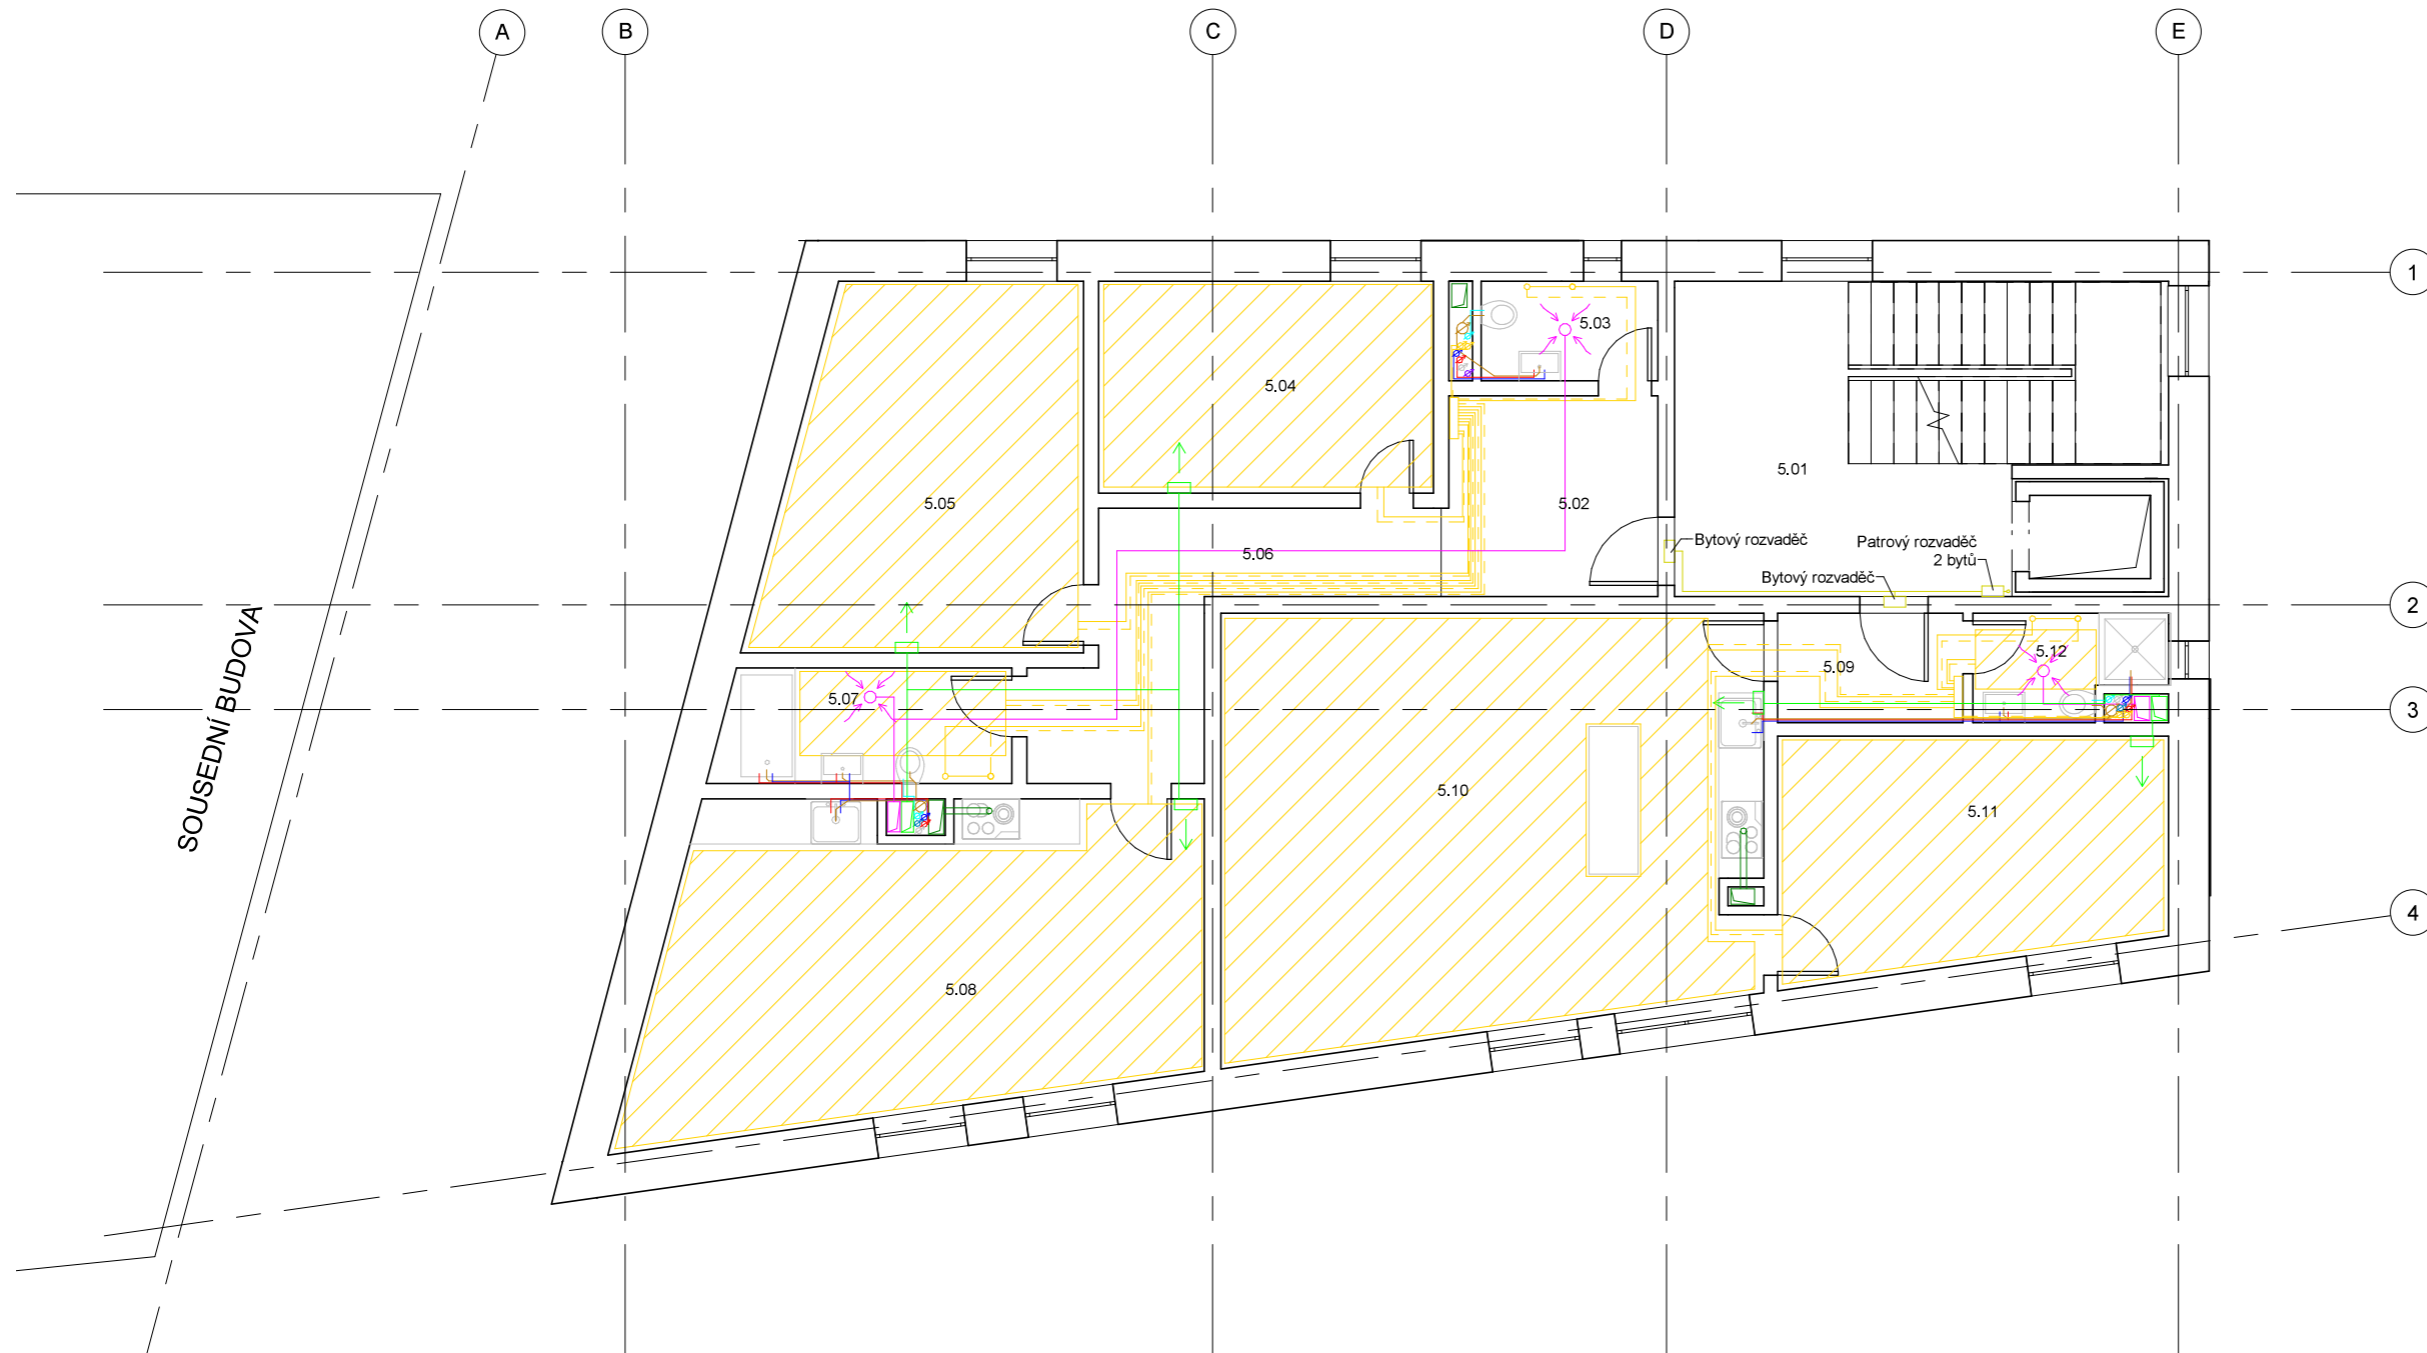 A
B
C
D
E
1
5.03
5.04
5.01
5.05
5.02
Bytový rozvaděč
Patrový rozvaděč
2 bytů
5.06
Bytový rozvaděč
2
SOUSEDNÍ BUDOVA
5.12
5.09
5.07
3
5.10
5.11
4
5.08